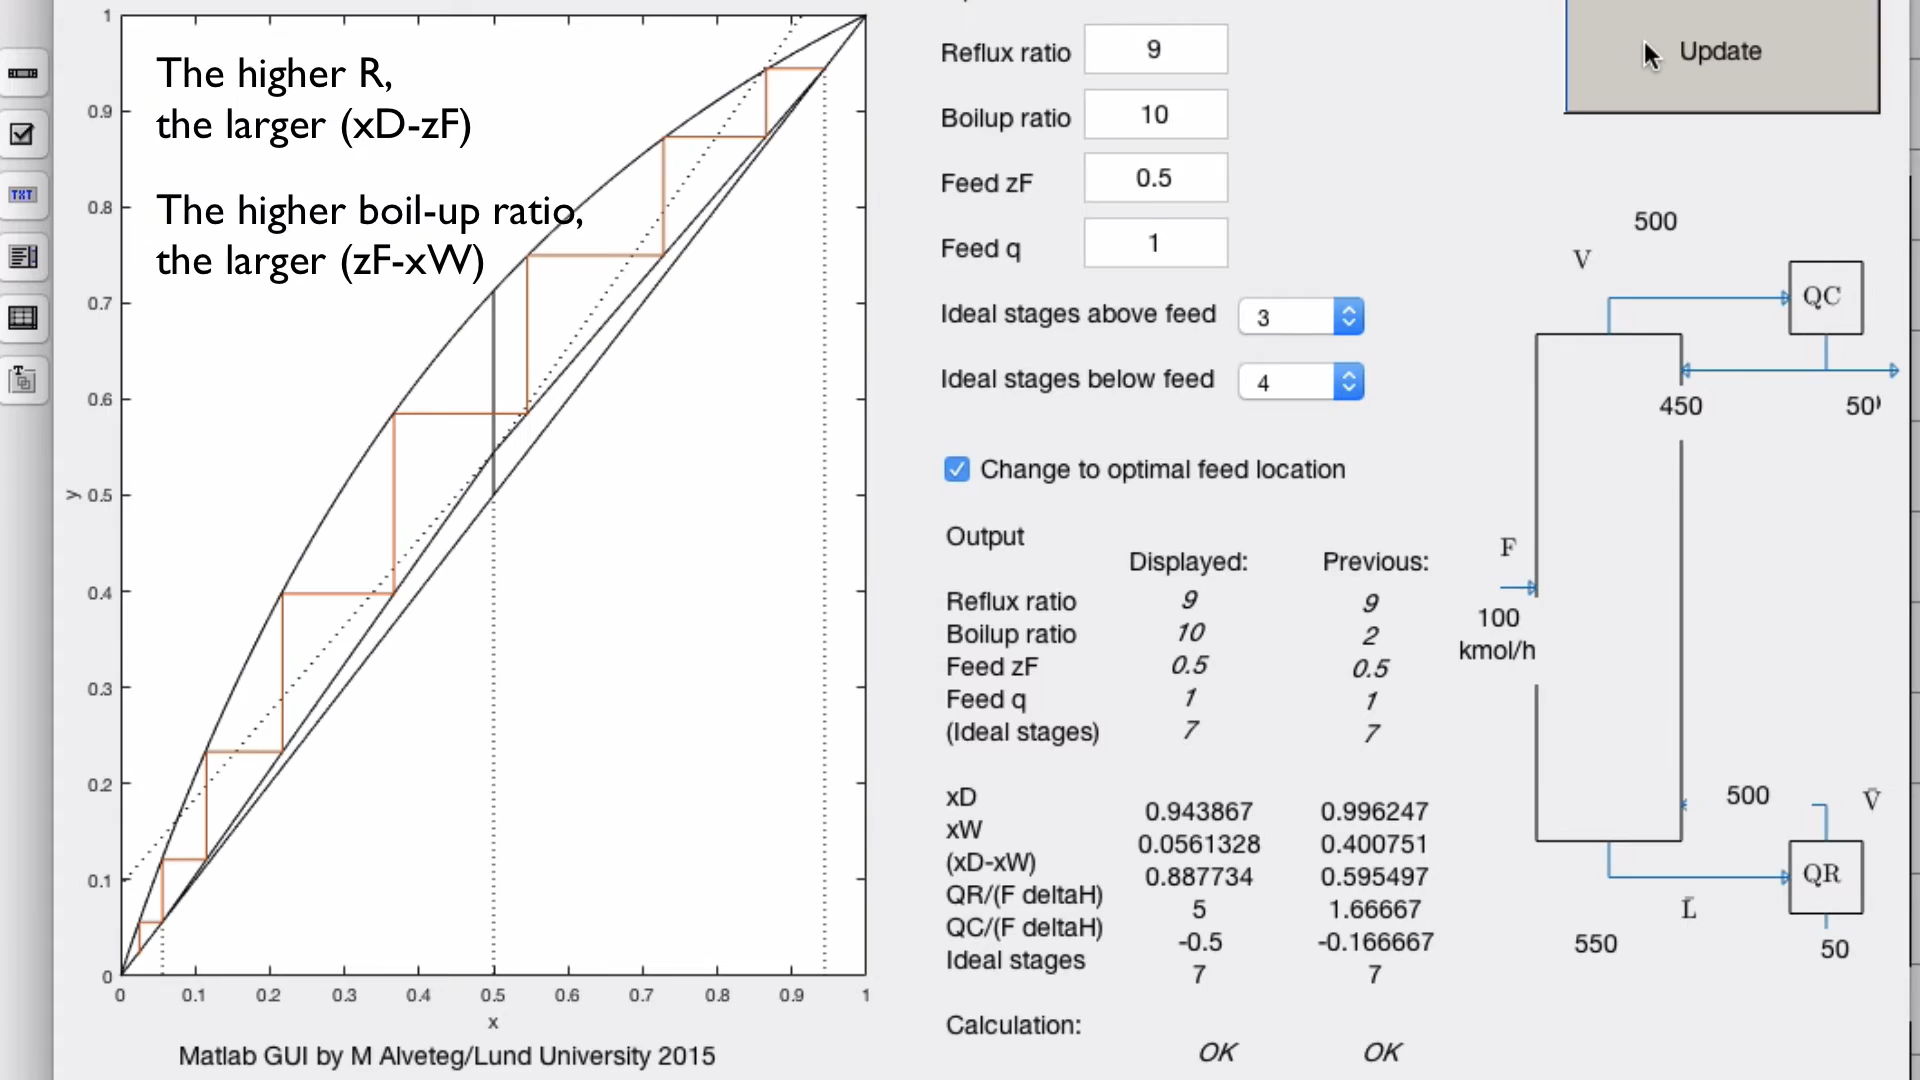 The higher R,
the larger (xD-zF)
The higher boil-up ratio,
the larger (zF-xW)
1
0.9
0.8
0.7
0.6
0.5
0.4
0.3
0.2
0.1
0
y
0 0.1 0.2 0.3 0.4 0.5 0.6 0.7 0.8 0.9 1
x
Matlab GUI by M Alveteg/Lund University 2015
TXT
T
Reflux ratio 9
Boilup ratio 10
Feed zF 0.5
Feed q 1
Ideal stages above feed 3
Ideal stages below feed 4
Change to optimal feed location
Output
Displayed: Previous:
Reflux ratio 9 9
Boilup ratio 10 2
Feed zF 0.5 0.5
Feed q 1 1
(Ideal stages) 7 7
xD 0.943867 0.996247
xW 0.0561328 0.400751
(xD-xW) 0.887734 0.595497
QR/(F deltaH) 5 1.66667
QC/(F deltaH) -0.5 -0.166667
Ideal stages 7 7
Calculation: OK OK
Update
500
V
QC
450
F
100
kmol/h
500
V̄
QR
L̄
550
50